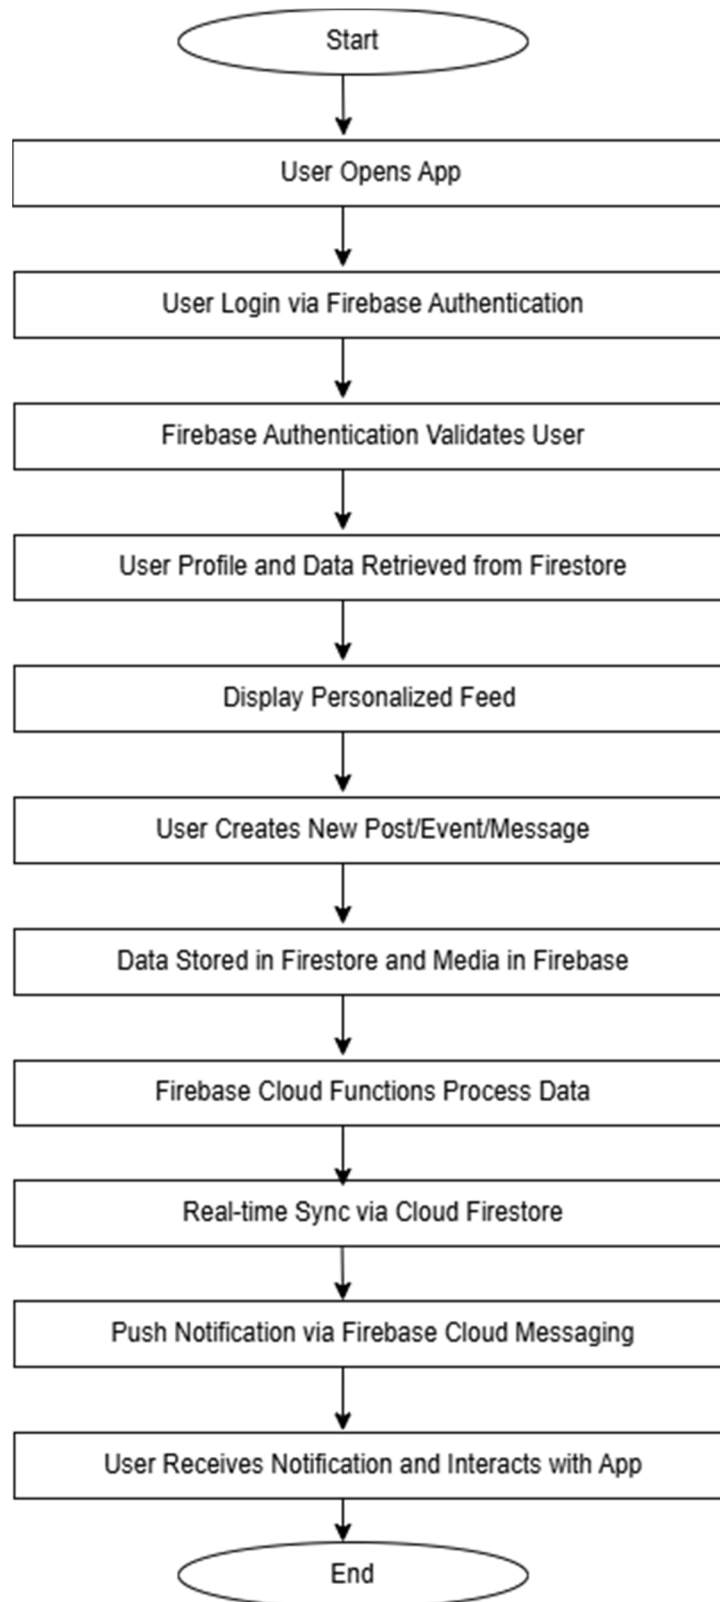 Start
User Opens App
User Login via Firebase Authentication
Firebase Authentication Validates User
User Profile and Data Retrieved from Firestore
Display Personalized Feed
User Creates New Post/Event/Message
Data Stored in Firestore and Media in Firebase
Firebase Cloud Functions Process Data
Real-time Sync via Cloud Firestore
Push Notification via Firebase Cloud Messaging
User Receives Notification and Interacts with App
End